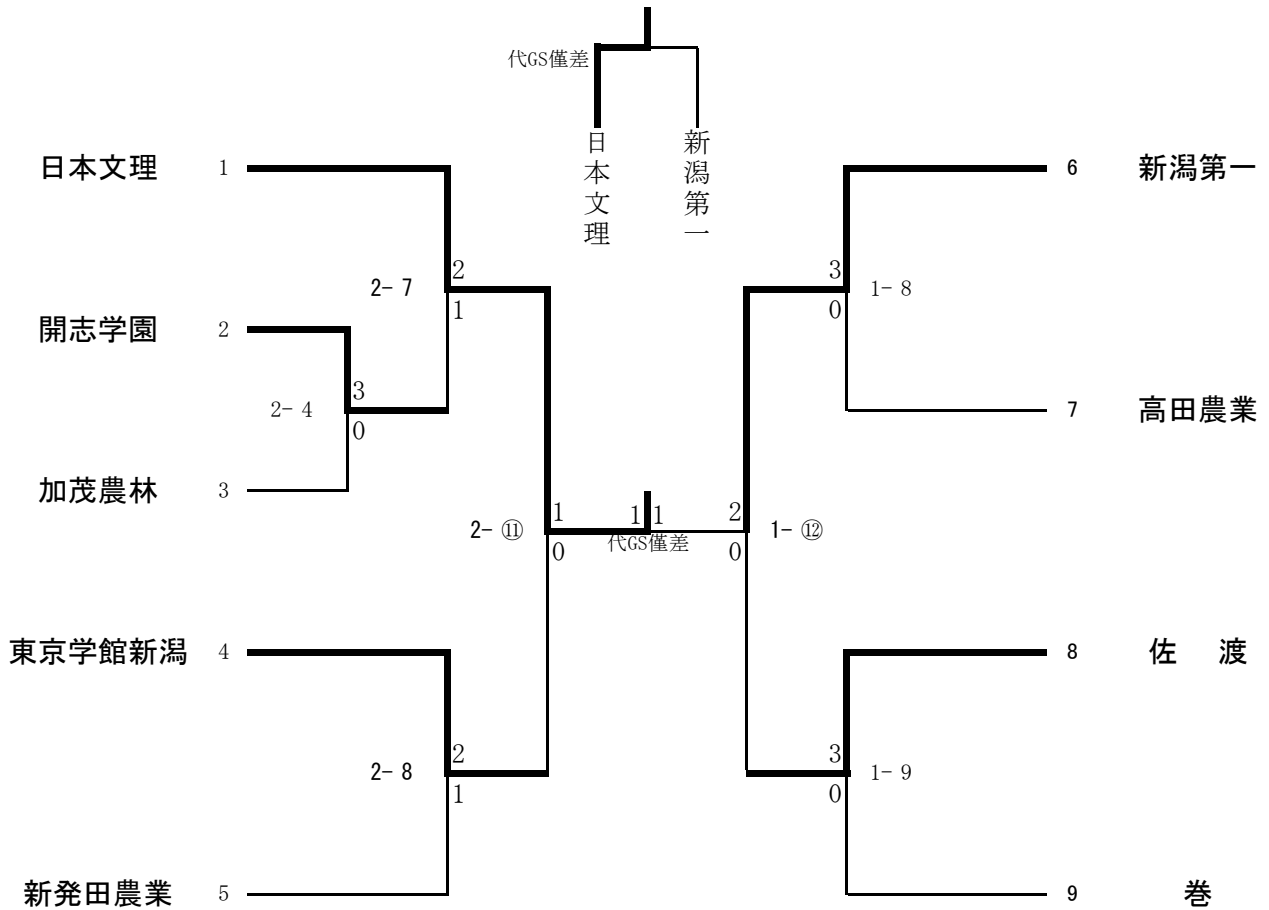 代GS僅差
日本文理
新潟第一
日本文理 1
6 新潟第一
2
2- 7
1
3
1- 8
0
開志学園 2
3
2- 4
0
7 高田農業
加茂農林 3
1
2- ⑪
0
1 1
代GS僅差
2
1- ⑫
0
東京学館新潟 4
8 佐 渡
2
2- 8
1
3
1- 9
0
新発田農業 5
9 巻